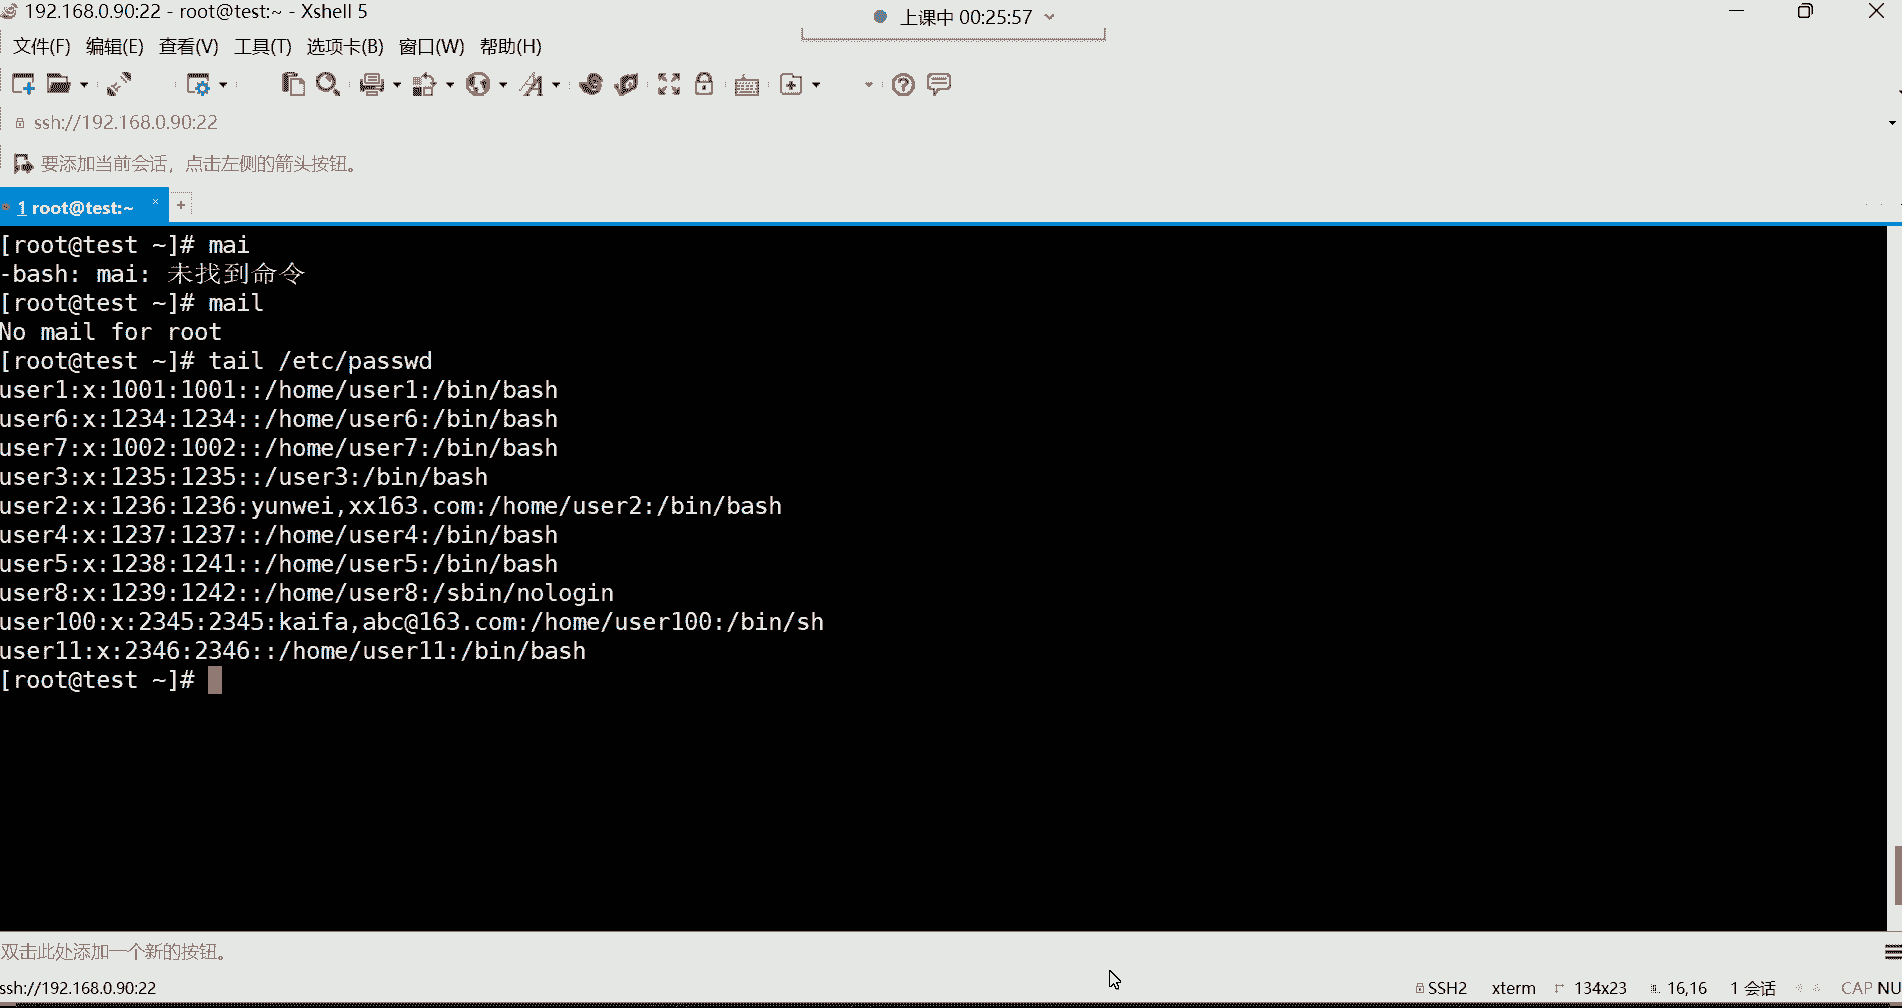 192.168.0.90:22 - root@test:~ - Xshell 5
上课中 00:25:57
文件(F) 编辑(E) 查看(V) 工具(T) 选项卡(B) 窗口(W) 帮助(H)
ssh://192.168.0.90:22
要添加当前会话，点击左侧的箭头按钮。
1 root@test:~ × +
[root@test ~]# mai
-bash: mai: 未找到命令
[root@test ~]# mail
No mail for root
[root@test ~]# tail /etc/passwd
user1:x:1001:1001::/home/user1:/bin/bash
user6:x:1234:1234::/home/user6:/bin/bash
user7:x:1002:1002::/home/user7:/bin/bash
user3:x:1235:1235::/user3:/bin/bash
user2:x:1236:1236:yunwei,xx163.com:/home/user2:/bin/bash
user4:x:1237:1237::/home/user4:/bin/bash
user5:x:1238:1241::/home/user5:/bin/bash
user8:x:1239:1242::/home/user8:/sbin/nologin
user100:x:2345:2345:kaifa,abc@163.com:/home/user100:/bin/sh
user11:x:2346:2346::/home/user11:/bin/bash
[root@test ~]#
双击此处添加一个新的按钮。
ssh://192.168.0.90:22 SSH2 xterm 134x23 16,16 1 会话 CAP NU